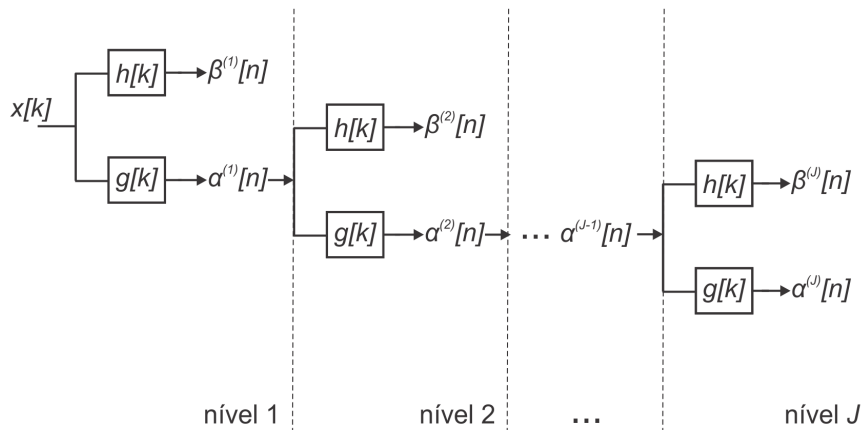 x[k]
h[k]
β⁽¹⁾[n]
g[k]
α⁽¹⁾[n]
h[k]
β⁽²⁾[n]
g[k]
α⁽²⁾[n]
... α⁽ᴶ⁻¹⁾[n]
h[k]
β⁽ᴶ⁾[n]
g[k]
α⁽ᴶ⁾[n]
nível 1
nível 2
...
nível J